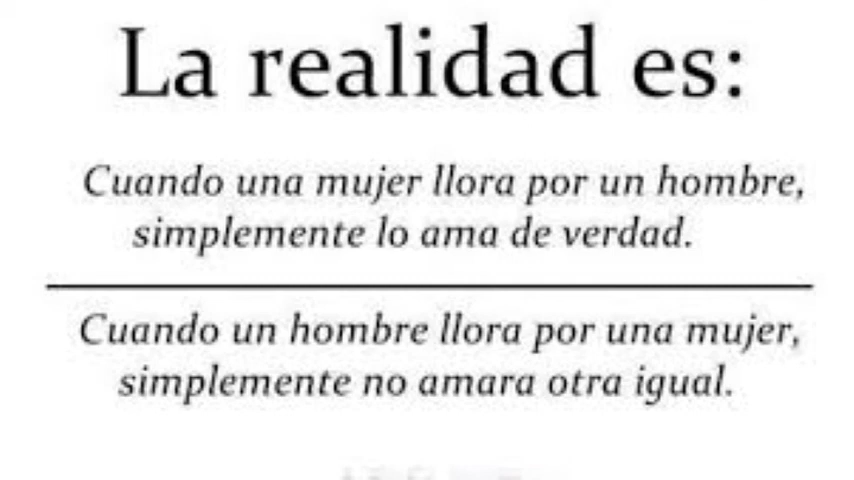 La realidad es:
Cuando una mujer llora por un hombre,
simplemente lo ama de verdad.
Cuando un hombre llora por una mujer,
simplemente no amara otra igual.